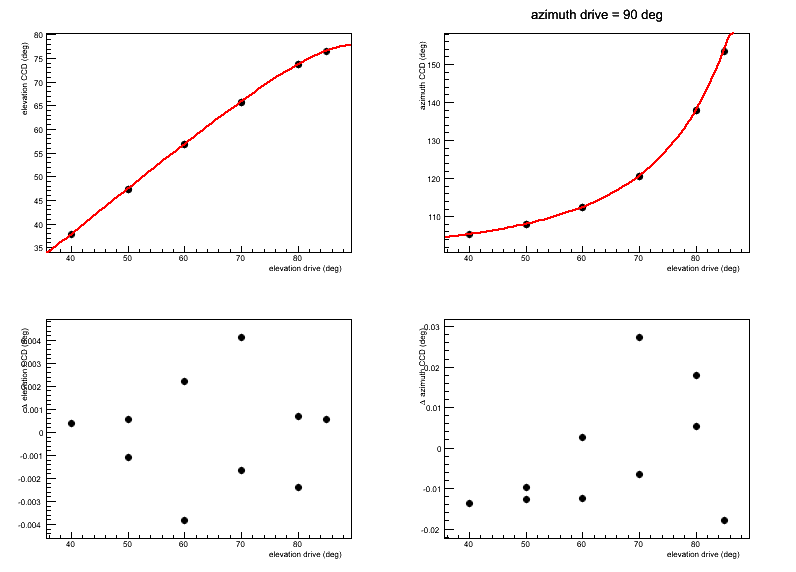 azimuth drive = 90 deg
elevation CCD (deg)
80
75
70
65
60
55
50
45
40
35
40 50 60 70 80
elevation drive (deg)
azimuth CCD (deg)
150
140
130
120
110
40 50 60 70 80
elevation drive (deg)
Δ elevation CCD (deg)
0.004
0.003
0.002
0.001
0
-0.001
-0.002
-0.003
-0.004
40 50 60 70 80
elevation drive (deg)
Δ azimuth CCD (deg)
0.03
0.02
0.01
0
-0.01
-0.02
40 50 60 70 80
elevation drive (deg)